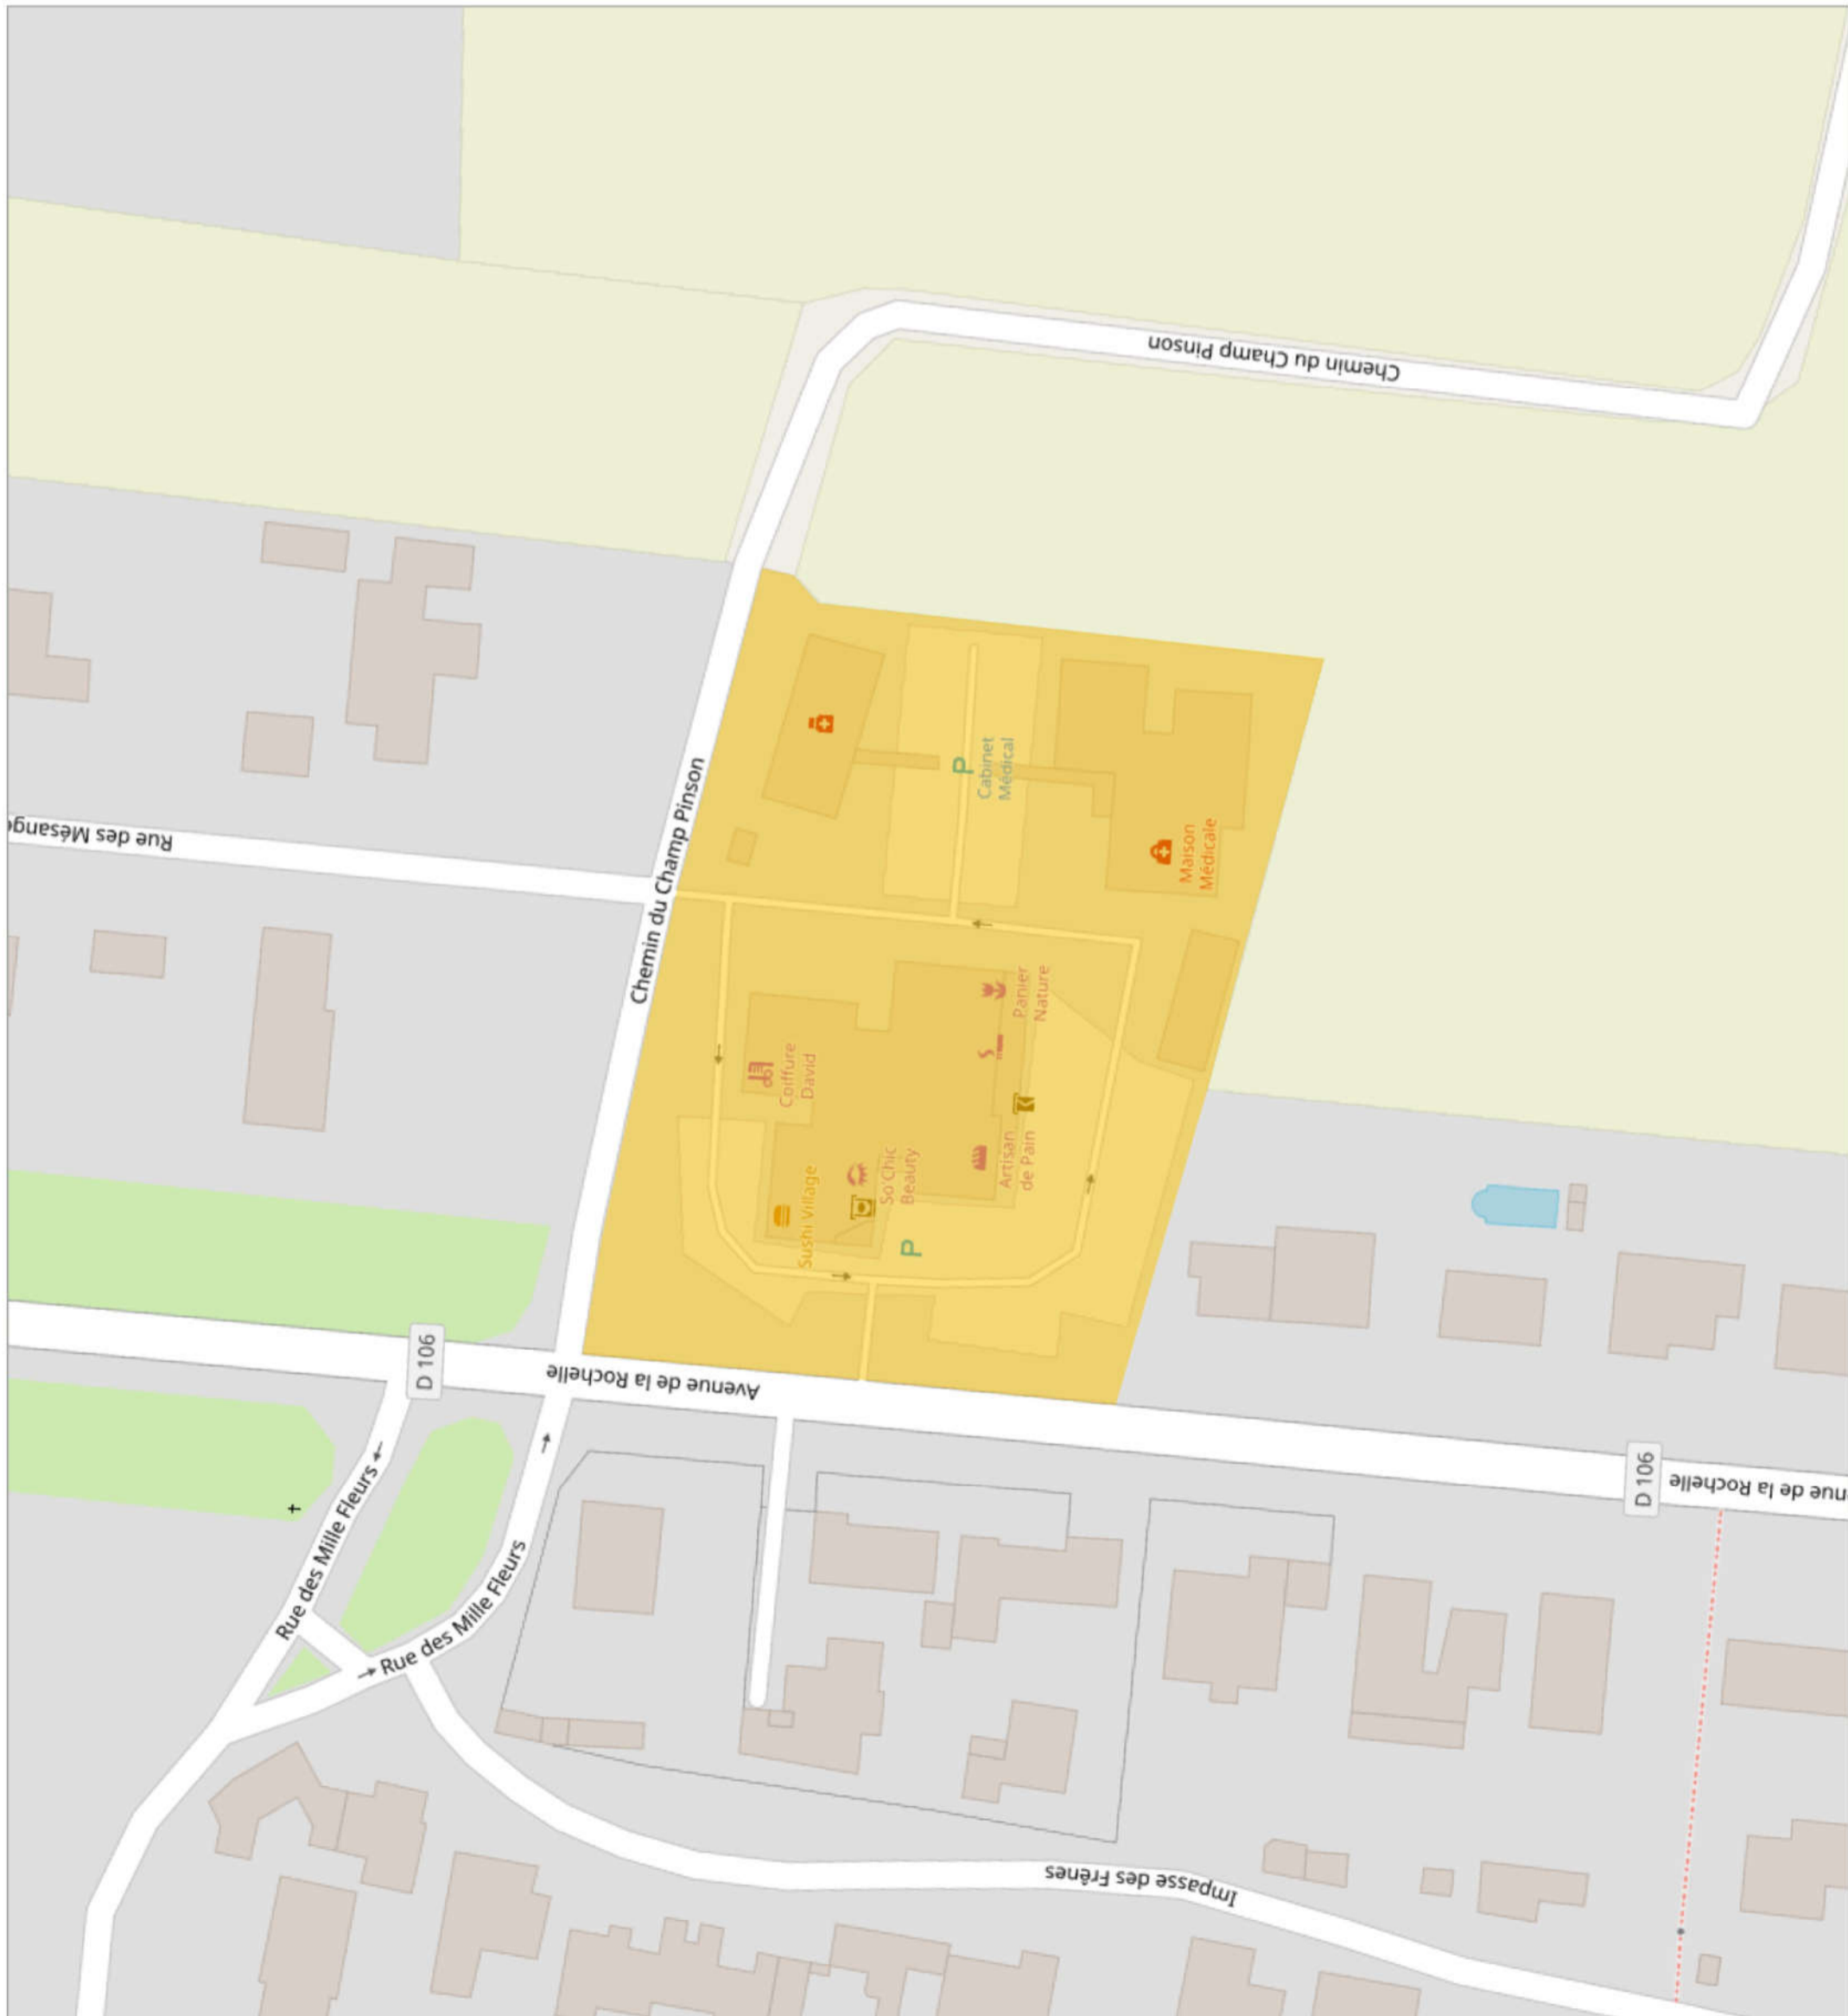 Chemin du Champ Pinson
Cabinet
Médical
P
Maison
Médicale
Rue des Mésang
Chemin du Champ Pinson
Panier
Nature
Coiffure
David
Artisan
de Pain
So'Chic
Beauty
Sushi Village
P
D 106
Avenue de la Rochelle
D 106
nue de la Rochelle
Rue des Mille Fleurs
Rue des Mille Fleurs
Impasse des Frênes